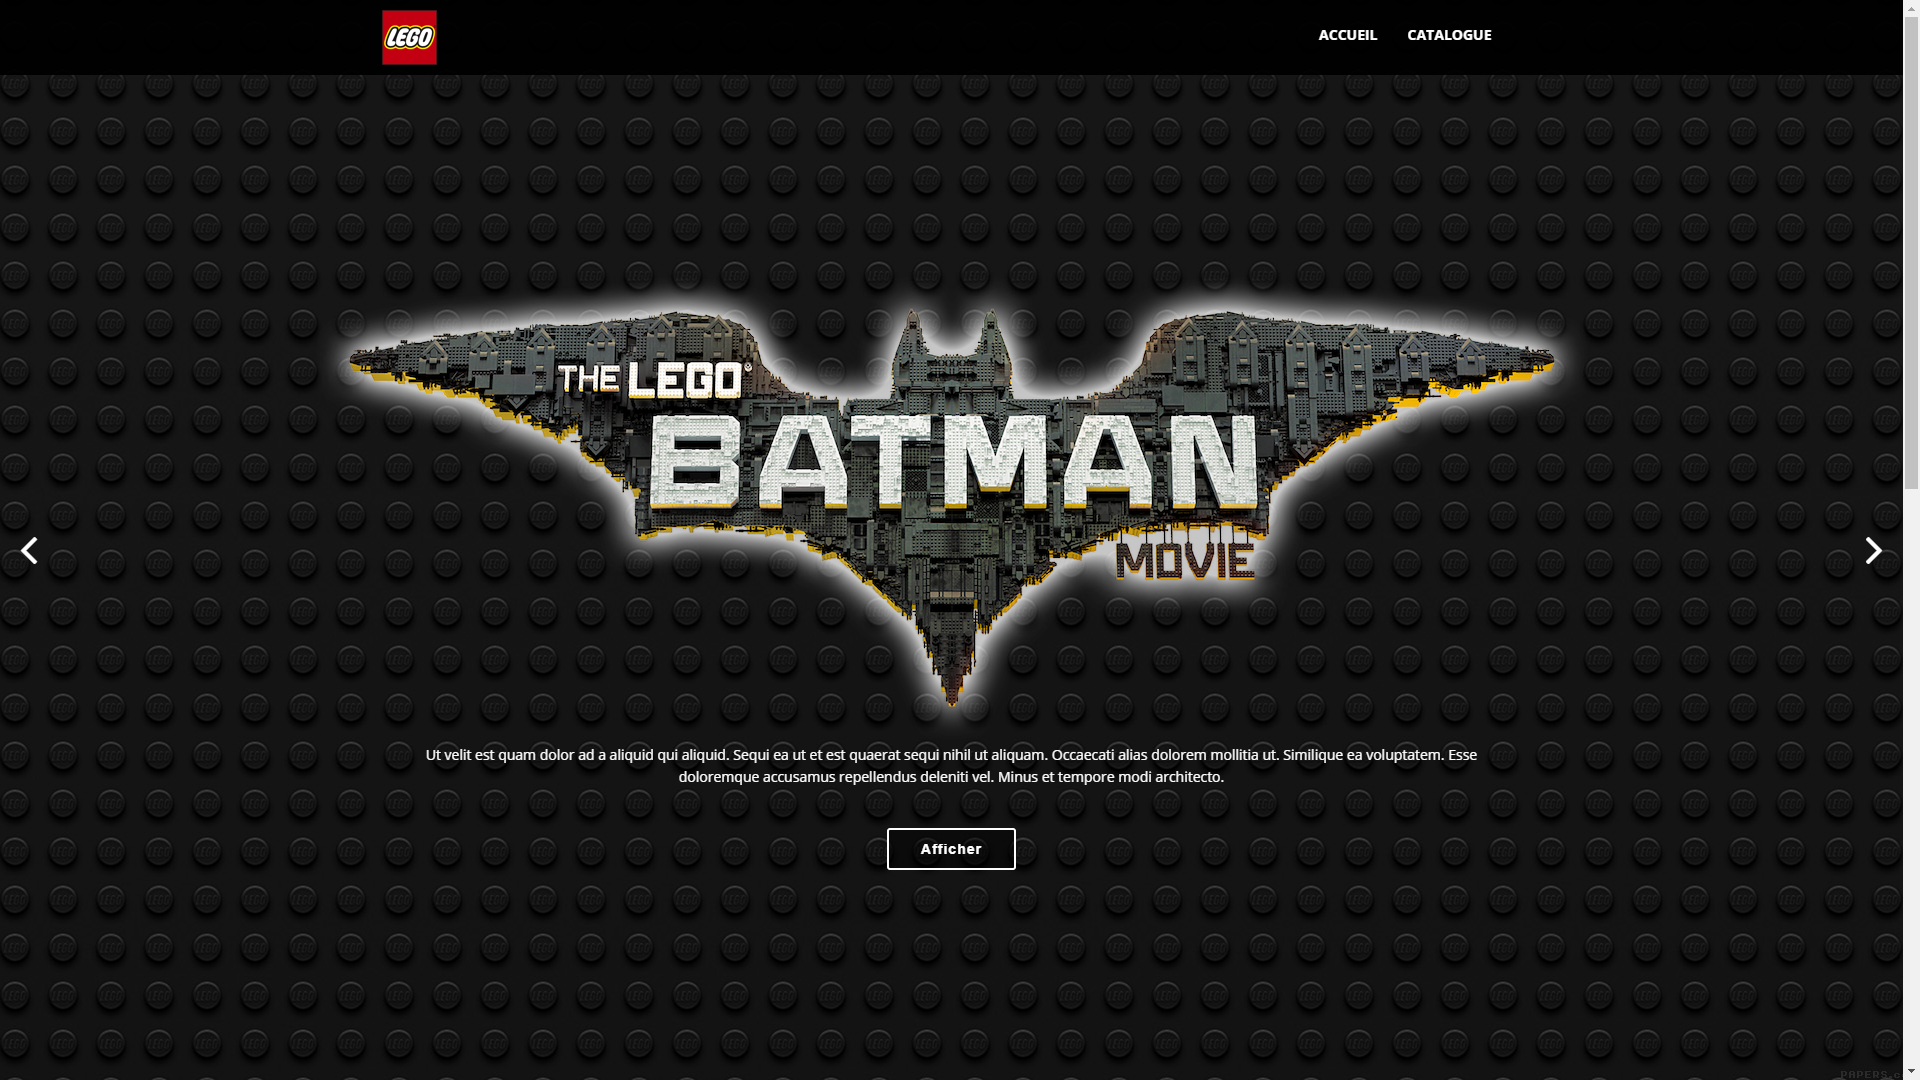 LEGO
ACCUEIL CATALOGUE
THE LEGO®
BATMAN
MOVIE
Ut velit est quam dolor ad a aliquid qui aliquid. Sequi ea ut et est quaerat sequi nihil ut aliquam. Occaecati alias dolorem mollitia ut. Similique ea voluptatem. Esse
doloremque accusamus repellendus deleniti vel. Minus et tempore modi architecto.
Afficher
PAPERS.c